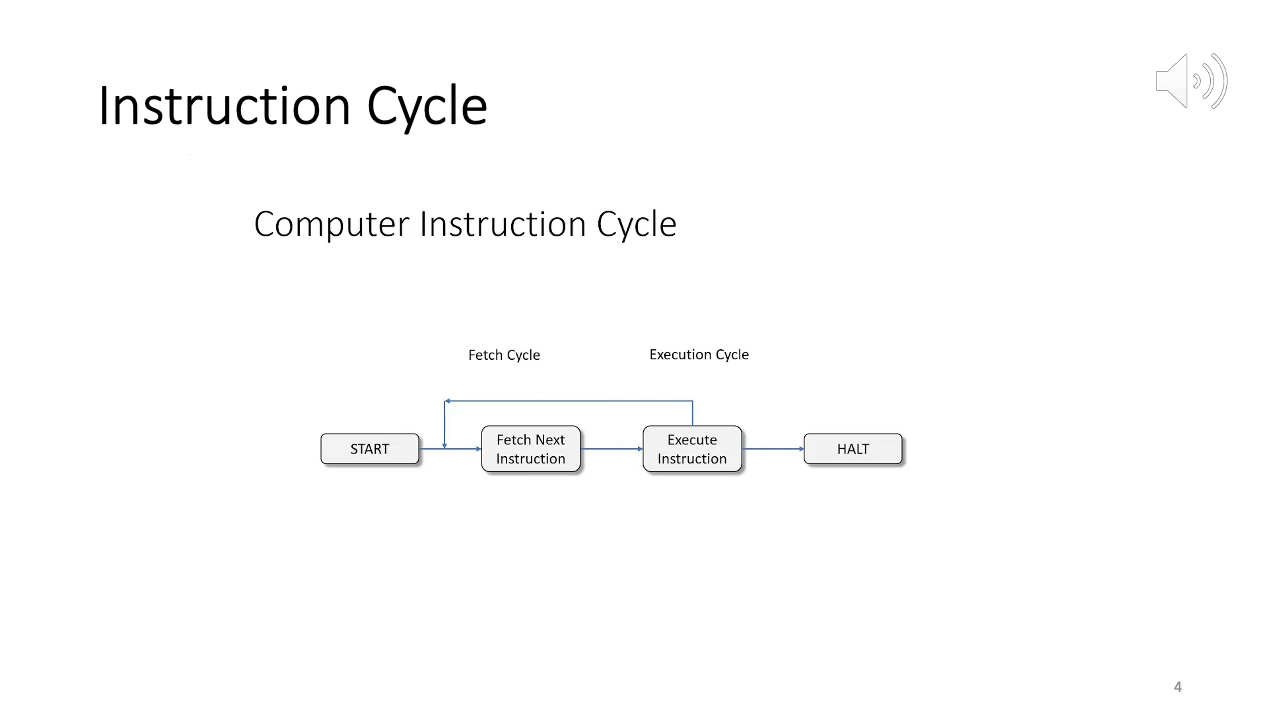 Instruction Cycle
Computer Instruction Cycle
Fetch Cycle
Execution Cycle
START
Fetch Next
Instruction
Execute
Instruction
HALT
4